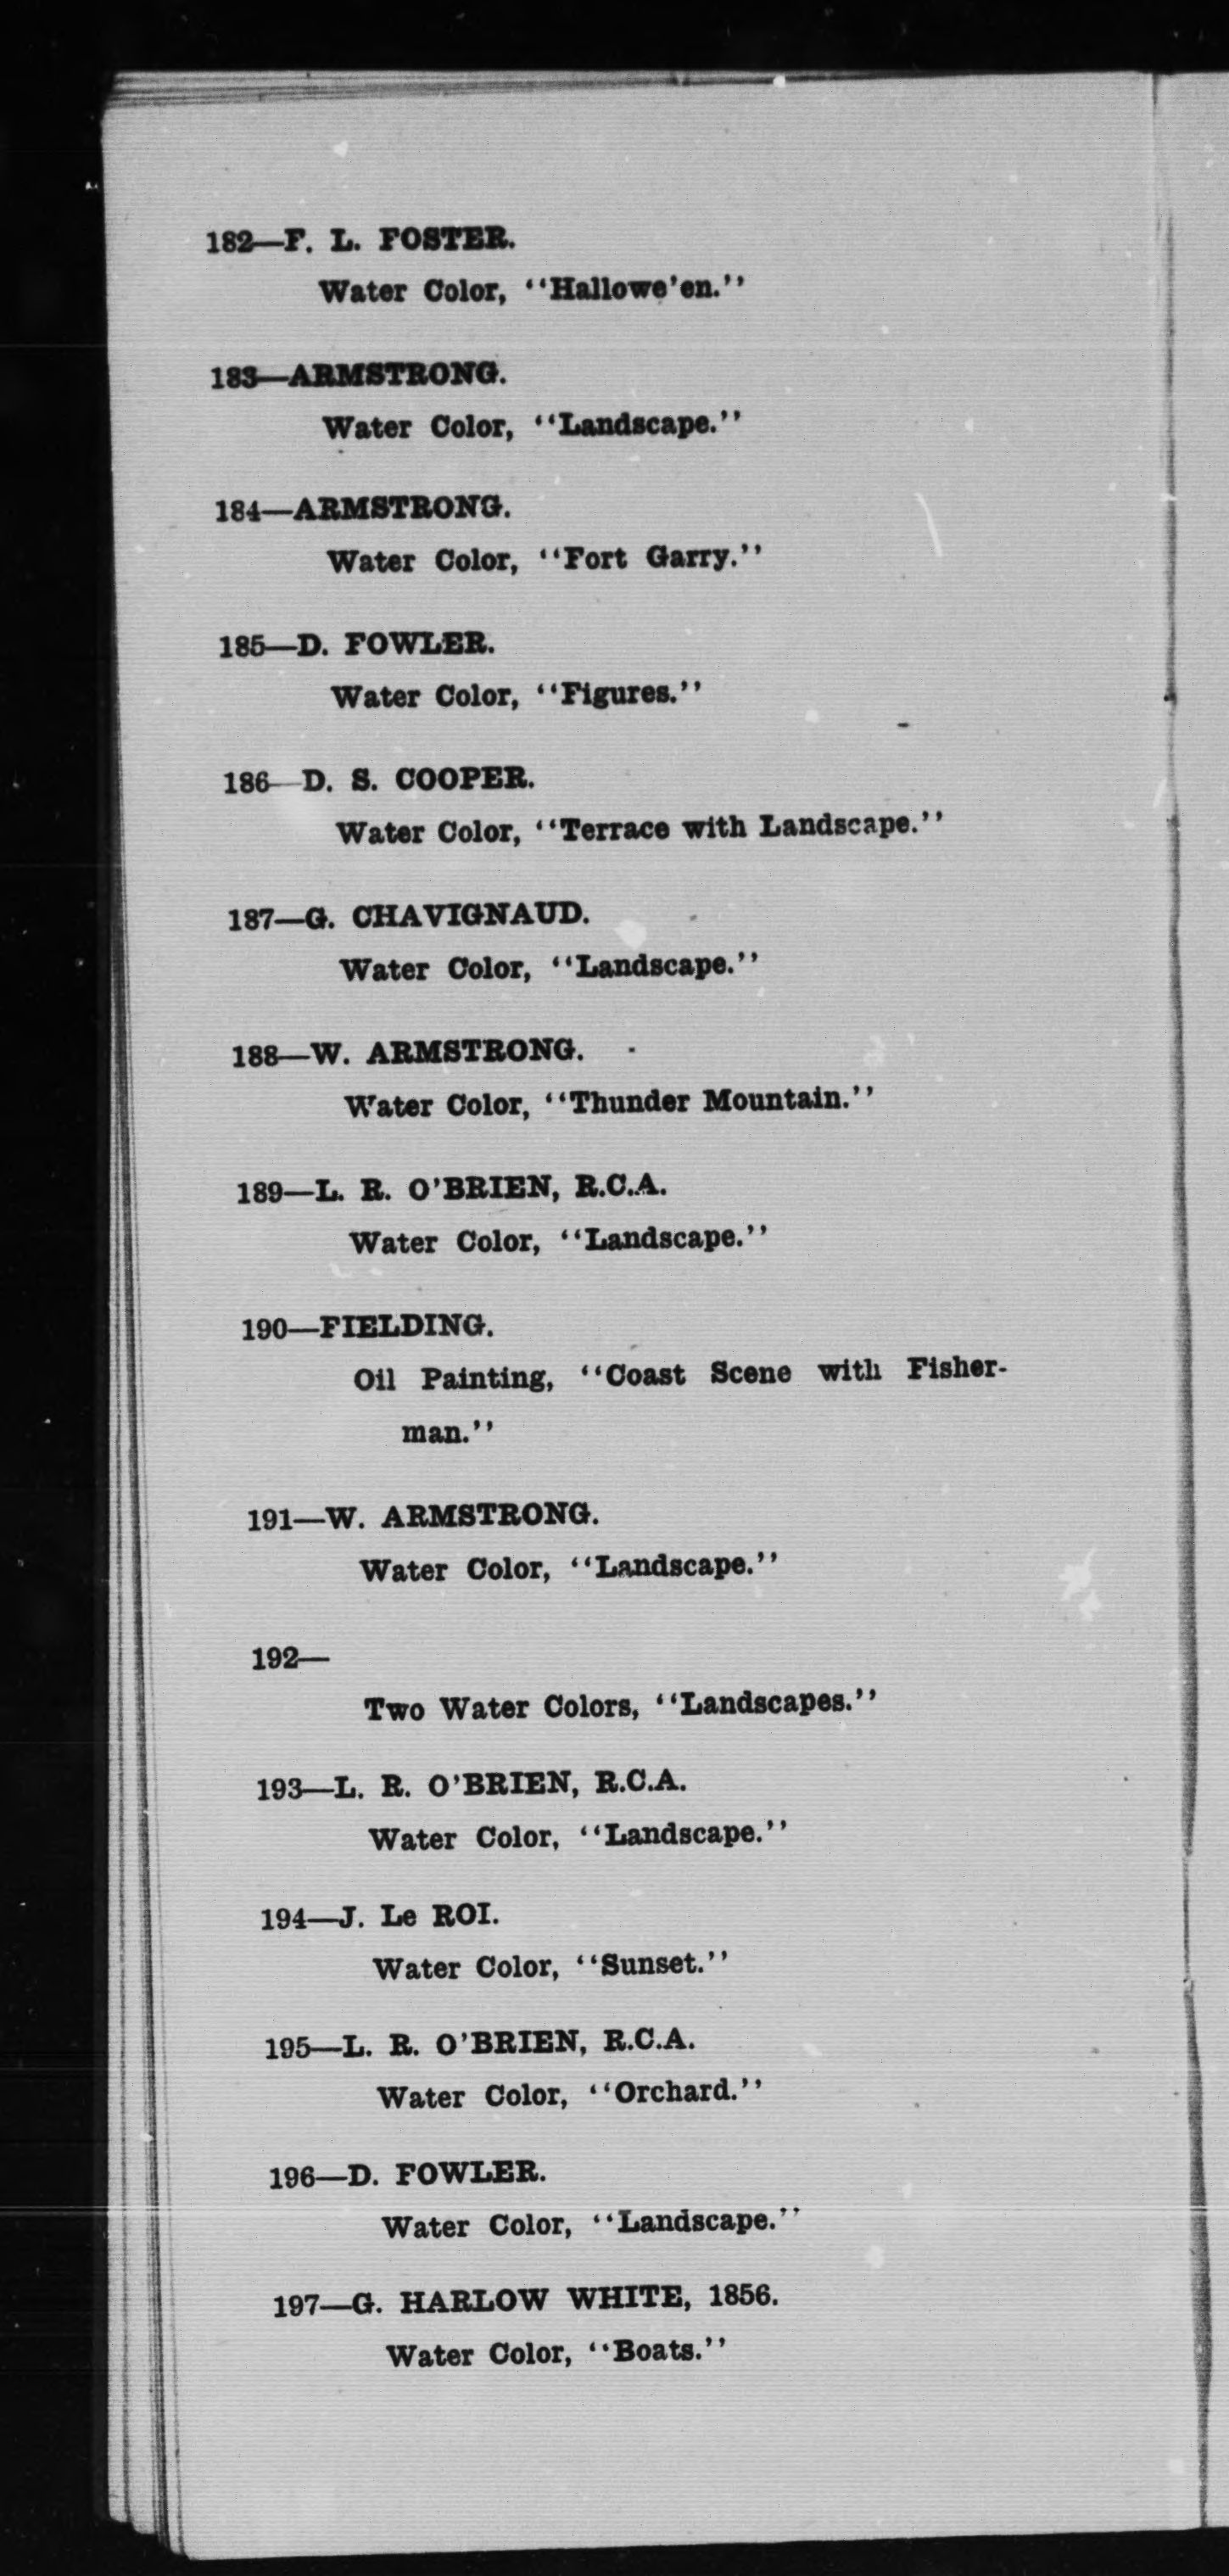 182—F. L. FOSTER.
Water Color, "Hallowe'en."
183—ARMSTRONG.
Water Color, "Landscape."
184—ARMSTRONG.
Water Color, "Fort Garry."
185—D. FOWLER.
Water Color, "Figures."
186—D. S. COOPER.
Water Color, "Terrace with Landscape."
187—G. CHAVIGNAUD.
Water Color, "Landscape."
188—W. ARMSTRONG.
Water Color, "Thunder Mountain."
189—L. R. O'BRIEN, R.C.A.
Water Color, "Landscape."
190—FIELDING.
Oil Painting, "Coast Scene with Fisher-
man."
191—W. ARMSTRONG.
Water Color, "Landscape."
192—
Two Water Colors, "Landscapes."
193—L. R. O'BRIEN, R.C.A.
Water Color, "Landscape."
194—J. Le ROI.
Water Color, "Sunset."
195—L. R. O'BRIEN, R.C.A.
Water Color, "Orchard."
196—D. FOWLER.
Water Color, "Landscape."
197—G. HARLOW WHITE, 1856.
Water Color, "Boats."